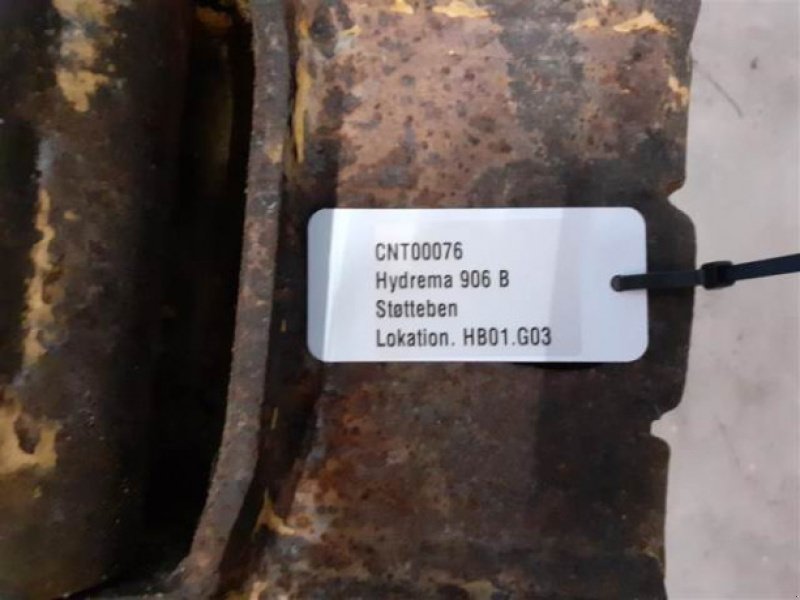 CNT00076
Hydrema 906 B
Støtteben
Lokation. HB01.G03